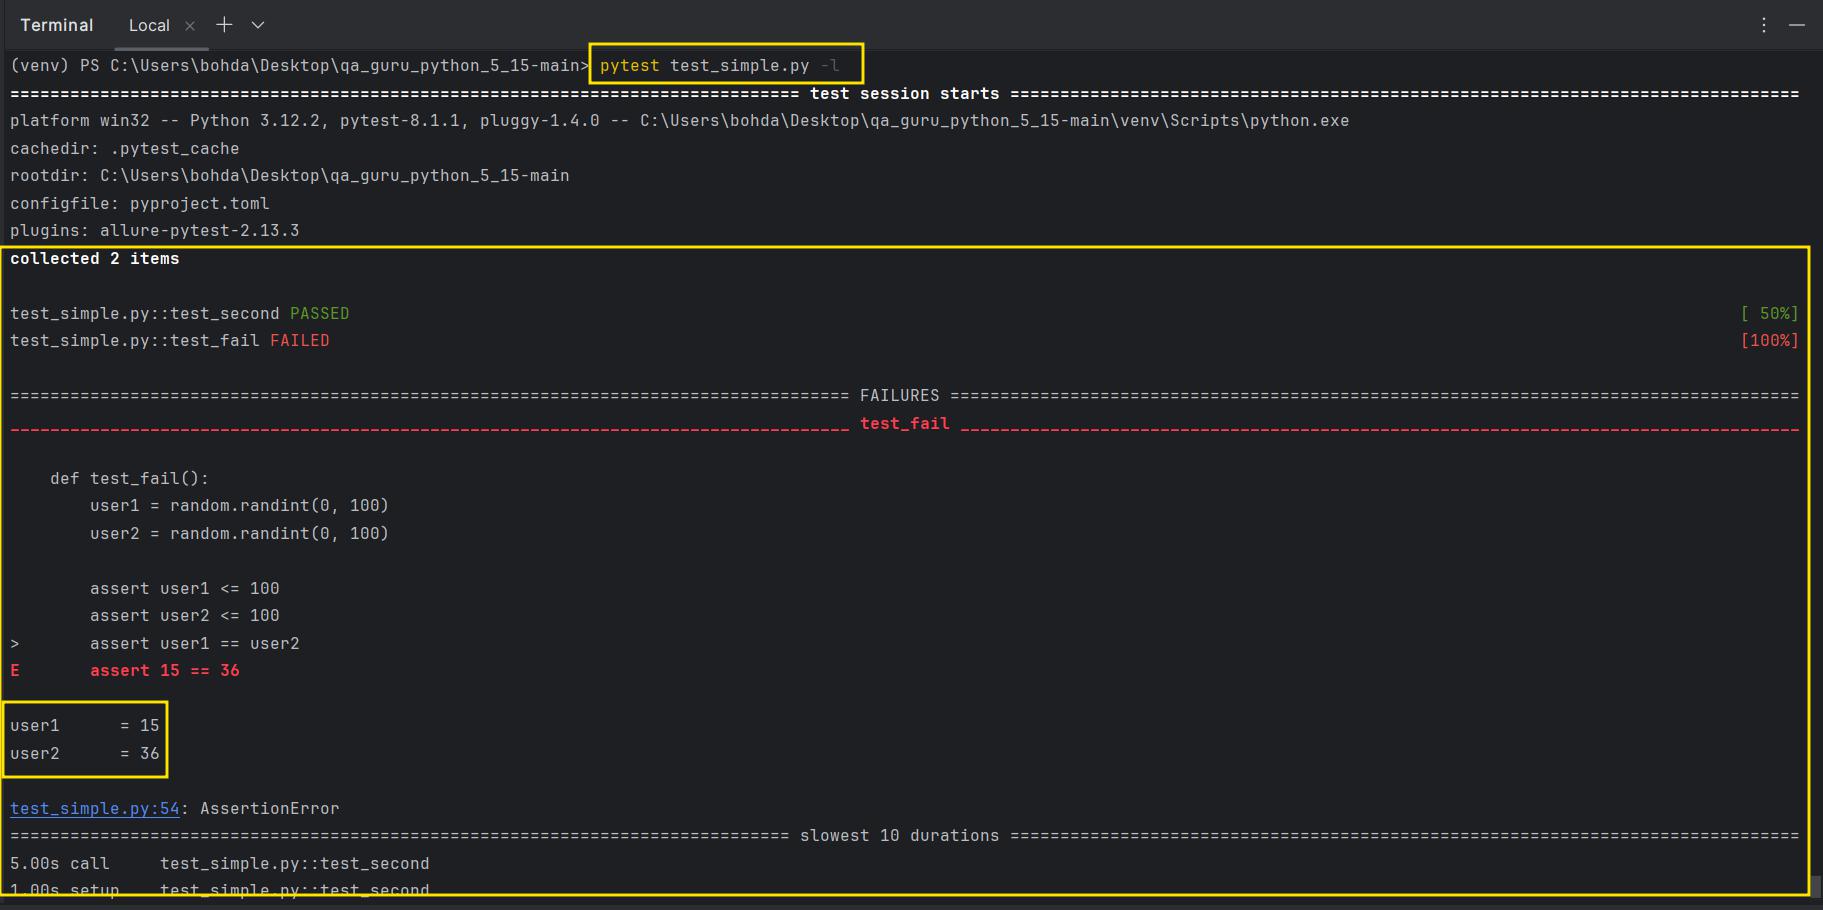 Terminal Local × + 
(venv) PS C:\Users\bohda\Desktop\qa_guru_python_5_15-main> pytest test_simple.py -l
=============================================================================== test session starts ===============================================================================
platform win32 -- Python 3.12.2, pytest-8.1.1, pluggy-1.4.0 -- C:\Users\bohda\Desktop\qa_guru_python_5_15-main\venv\Scripts\python.exe
cachedir: .pytest_cache
rootdir: C:\Users\bohda\Desktop\qa_guru_python_5_15-main
configfile: pyproject.toml
plugins: allure-pytest-2.13.3
collected 2 items
test_simple.py::test_second PASSED [ 50%]
test_simple.py::test_fail FAILED [100%]
==================================================================================== FAILURES =====================================================================================
____________________________________________________________________________________ test_fail ____________________________________________________________________________________
    def test_fail():
        user1 = random.randint(0, 100)
        user2 = random.randint(0, 100)
        assert user1 <= 100
        assert user2 <= 100
>       assert user1 == user2
E       assert 15 == 36
user1      = 15
user2      = 36
test_simple.py:54: AssertionError
============================================================================== slowest 10 durations ===============================================================================
5.00s call     test_simple.py::test_second
1.00s setup    test_simple.py::test_second